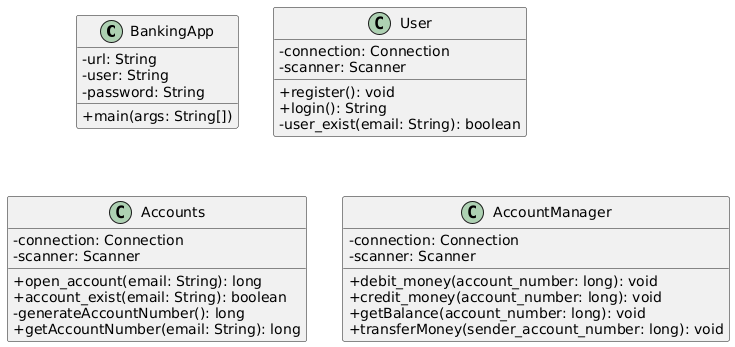 C BankingApp
-url: String
-user: String
-password: String
+main(args: String[])
C User
-connection: Connection
-scanner: Scanner
+register(): void
+login(): String
-user_exist(email: String): boolean
C Accounts
-connection: Connection
-scanner: Scanner
+open_account(email: String): long
+account_exist(email: String): boolean
-generateAccountNumber(): long
+getAccountNumber(email: String): long
C AccountManager
-connection: Connection
-scanner: Scanner
+debit_money(account_number: long): void
+credit_money(account_number: long): void
+getBalance(account_number: long): void
+transferMoney(sender_account_number: long): void